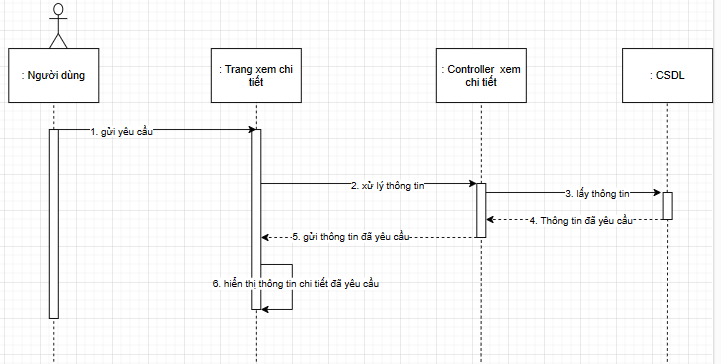 : Người dùng
: Trang xem chi
tiết
: Controller xem
chi tiết
: CSDL
1. gửi yêu cầu
2. xử lý thông tin
3. lấy thông tin
4. Thông tin đã yêu cầu
5. gửi thông tin đã yêu cầu
6. hiển thị thông tin chi tiết đã yêu cầu